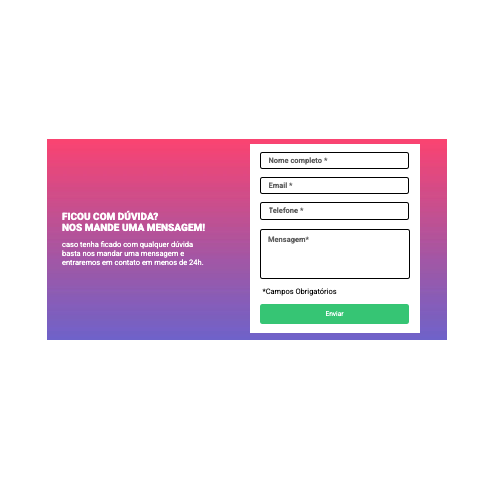 FICOU COM DÚVIDA?
NOS MANDE UMA MENSAGEM!
caso tenha ficado com qualquer dúvida
basta nos mandar uma mensagem e
entraremos em contato em menos de 24h.
Nome completo *
Email *
Telefone *
Mensagem*
*Campos Obrigatórios
Enviar